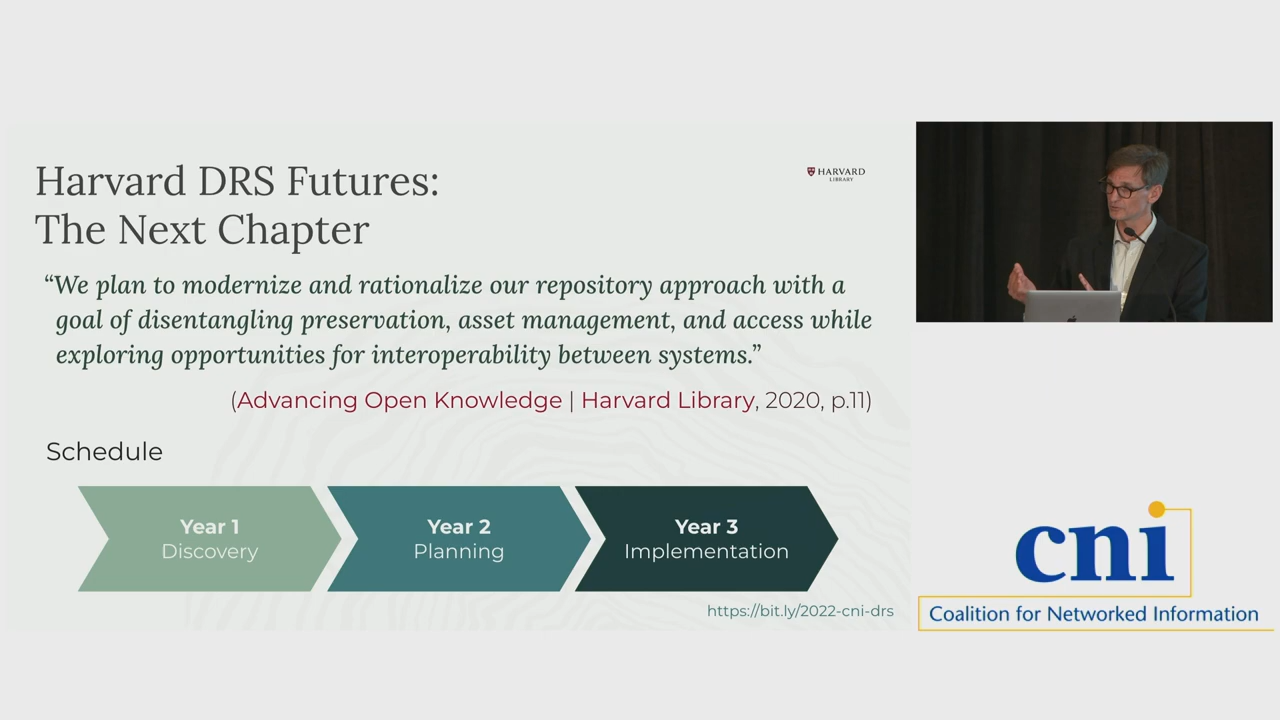 Harvard DRS Futures:
The Next Chapter
HARVARD
LIBRARY
“We plan to modernize and rationalize our repository approach with a
goal of disentangling preservation, asset management, and access while
exploring opportunities for interoperability between systems.”
(Advancing Open Knowledge | Harvard Library, 2020, p.11)
Schedule
Year 1
Discovery
Year 2
Planning
Year 3
Implementation
https://bit.ly/2022-cni-drs
cni
Coalition for Networked Information